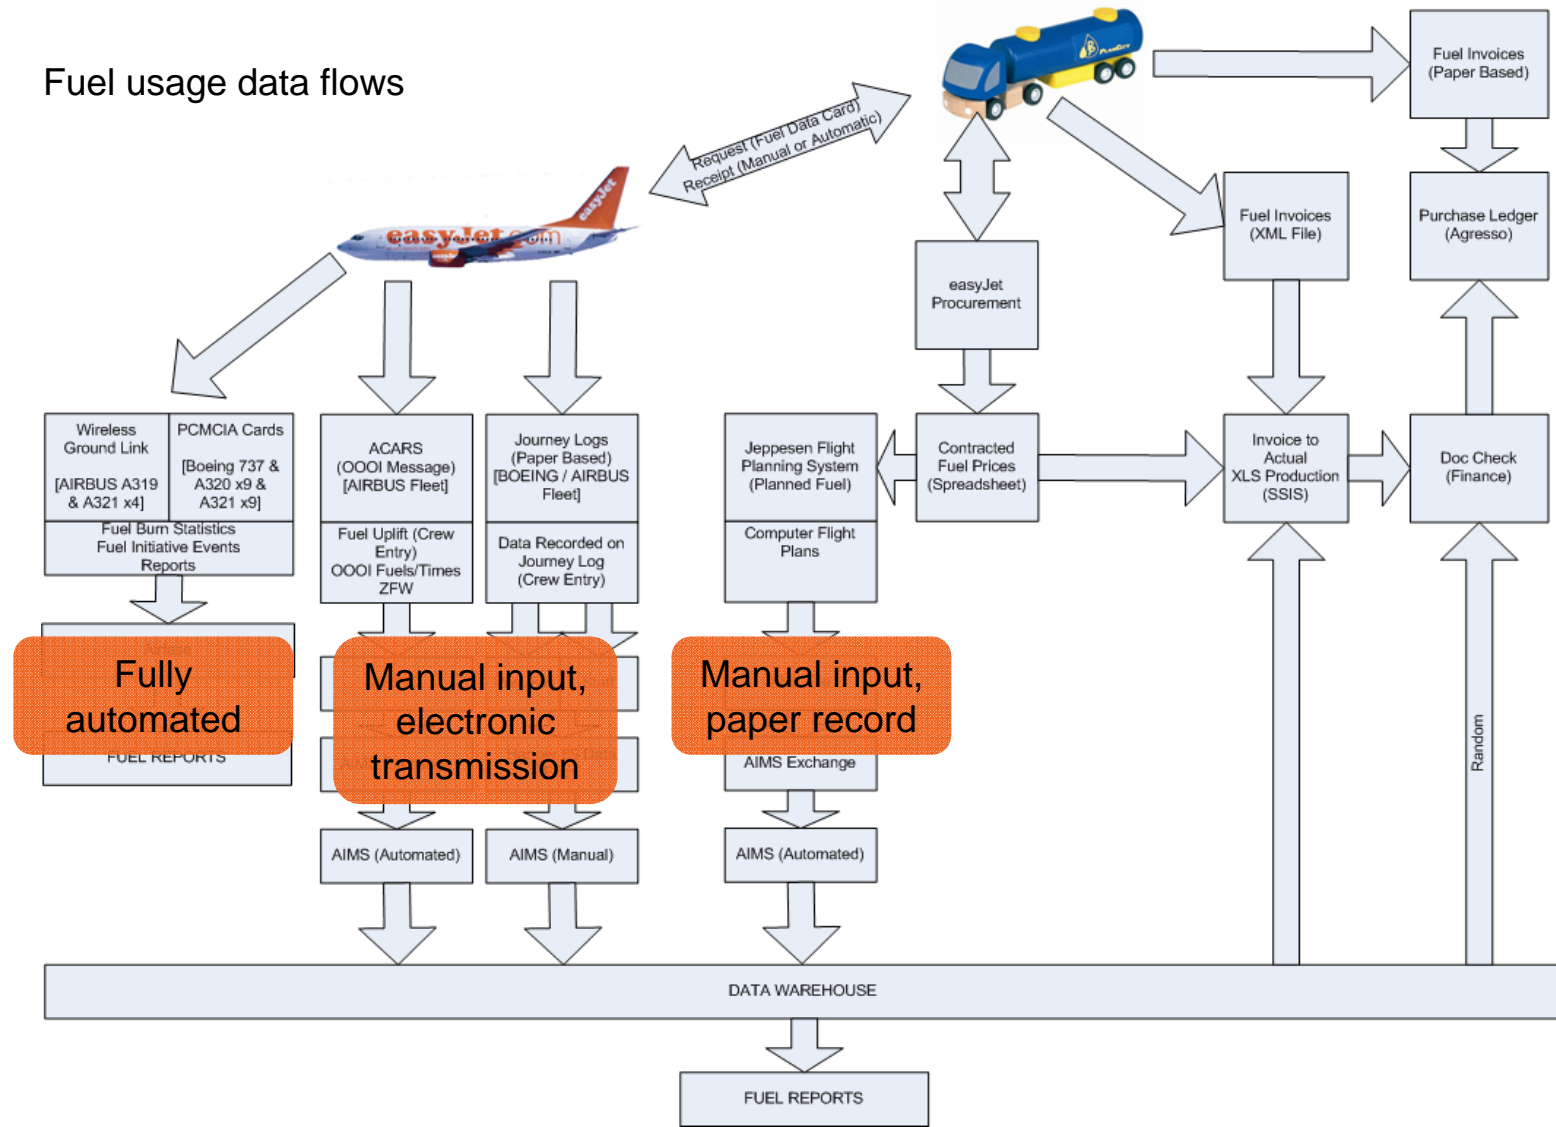 Fuel usage data flows
PLANCITY
Fuel Invoices
(Paper Based)
Request (Fuel Data Card)
Receipt (Manual or Automatic)
easyJet
easyJet.com
Fuel Invoices
(XML File)
Purchase Ledger
(Agresso)
easyJet
Procurement
Wireless
Ground Link
[AIRBUS A319
& A321 x4]
PCMCIA Cards
[Boeing 737 &
A320 x9 &
A321 x9]
Fuel Burn Statistics
Fuel Initiative Events
Reports
ACARS
(OOOI Message)
[AIRBUS Fleet]
Fuel Uplift (Crew
Entry)
OOOI Fuels/Times
ZFW
Journey Logs
(Paper Based)
[BOEING / AIRBUS
Fleet]
Data Recorded on
Journey Log
(Crew Entry)
Jeppesen Flight
Planning System
(Planned Fuel)
Computer Flight
Plans
Contracted
Fuel Prices
(Spreadsheet)
Invoice to
Actual
XLS Production
(SSIS)
Doc Check
(Finance)
Fully
automated
Manual input,
electronic
transmission
Manual input,
paper record
FUEL REPORTS
AIMS Exchange
Random
AIMS (Automated)
AIMS (Manual)
AIMS (Automated)
DATA WAREHOUSE
FUEL REPORTS